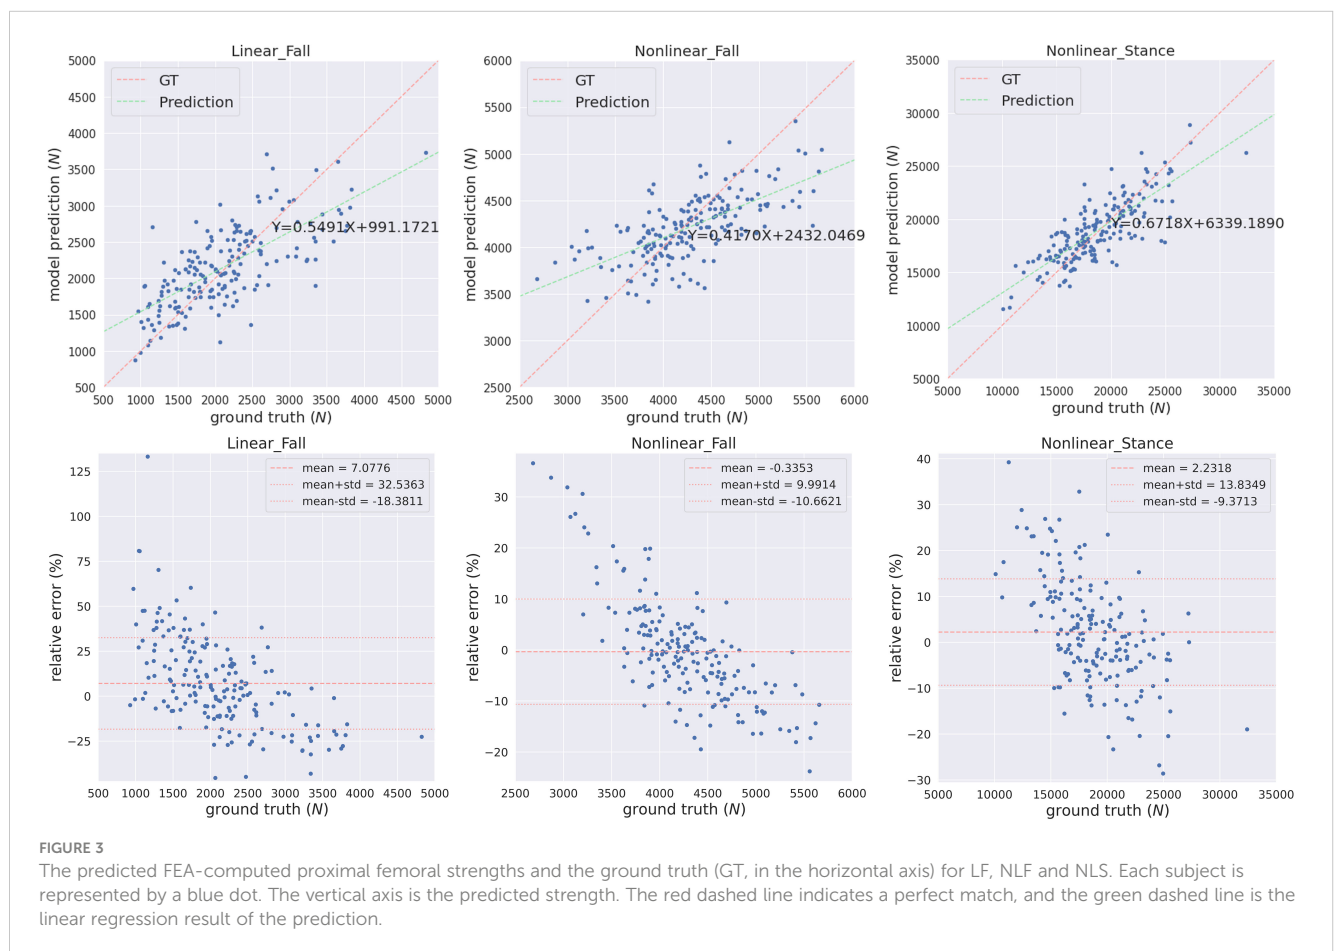 Linear_Fall
5000
4500
4000
3500
3000
2500
2000
1500
1000
500
model prediction (N)
GT
Prediction
Y=0.5491X+991.1721
500 1000 1500 2000 2500 3000 3500 4000 4500 5000
ground truth (N)
Nonlinear_Fall
6000
5500
5000
4500
4000
3500
3000
2500
model prediction (N)
GT
Prediction
Y=0.4170X+2432.0469
2500 3000 3500 4000 4500 5000 5500 6000
ground truth (N)
Nonlinear_Stance
35000
30000
25000
20000
15000
10000
5000
model prediction (N)
GT
Prediction
Y=0.6718X+6339.1890
5000 10000 15000 20000 25000 30000 35000
ground truth (N)
Linear_Fall
125
100
75
50
25
0
−25
relative error (%)
mean = 7.0776
mean+std = 32.5363
mean-std = -18.3811
500 1000 1500 2000 2500 3000 3500 4000 4500 5000
ground truth (N)
Nonlinear_Fall
30
20
10
0
−10
−20
relative error (%)
mean = -0.3353
mean+std = 9.9914
mean-std = -10.6621
2500 3000 3500 4000 4500 5000 5500 6000
ground truth (N)
Nonlinear_Stance
40
30
20
10
0
−10
−20
−30
relative error (%)
mean = 2.2318
mean+std = 13.8349
mean-std = -9.3713
5000 10000 15000 20000 25000 30000 35000
ground truth (N)
FIGURE 3
The predicted FEA-computed proximal femoral strengths and the ground truth (GT, in the horizontal axis) for LF, NLF and NLS. Each subject is
represented by a blue dot. The vertical axis is the predicted strength. The red dashed line indicates a perfect match, and the green dashed line is the
linear regression result of the prediction.